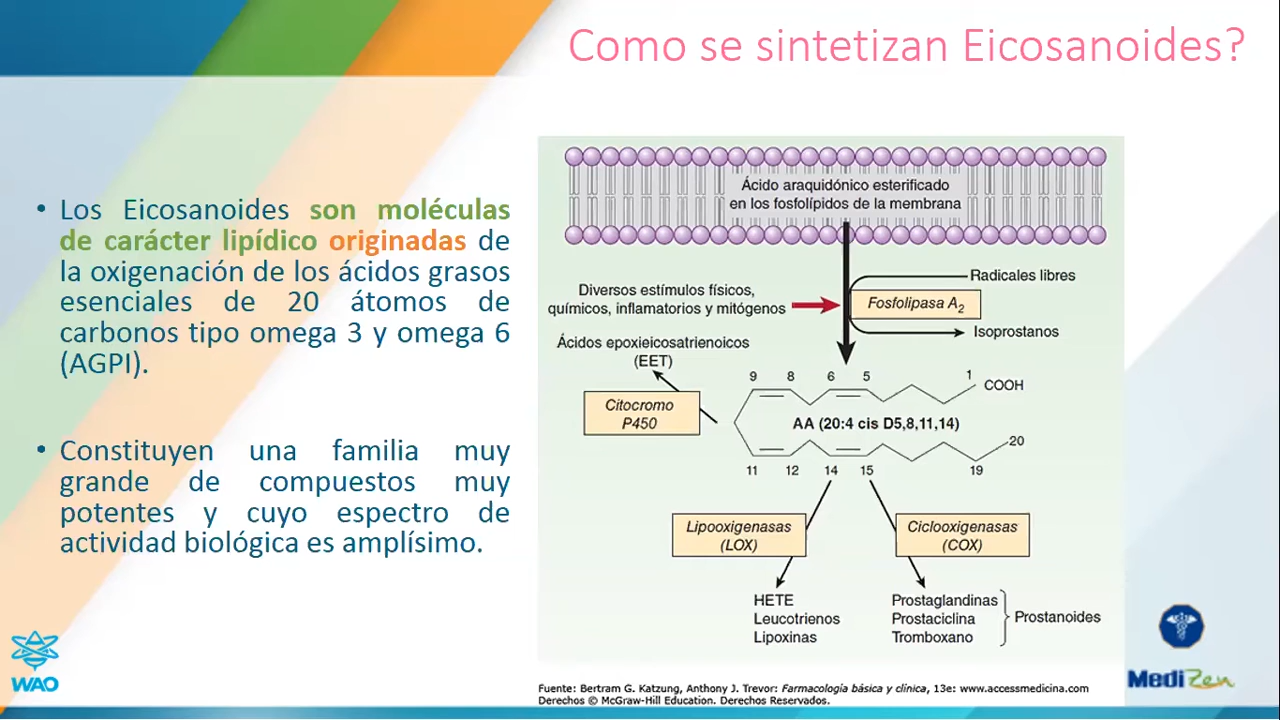 Como se sintetizan Eicosanoides?
• Los Eicosanoides son moléculas
de carácter lipídico originadas de
la oxigenación de los ácidos grasos
esenciales de 20 átomos de
carbonos tipo omega 3 y omega 6
(AGPI).
• Constituyen una familia muy
grande de compuestos muy
potentes y cuyo espectro de
actividad biológica es amplísimo.
Ácido araquidónico esterificado
en los fosfolípidos de la membrana
Radicales libres
Diversos estímulos físicos,
químicos, inflamatorios y mitógenos
Fosfolipasa A2
Isoprostanos
Ácidos epoxieicosatrienoicos
(EET)
Citocromo
P450
9 8 6 5 1
COOH
AA (20:4 cis D5,8,11,14)
20
11 12 14 15 19
Lipooxigenasas
(LOX)
Ciclooxigenasas
(COX)
HETE
Leucotrienos
Lipoxinas
Prostaglandinas
Prostaciclina
Tromboxano
Prostanoides
WAO
MediZen
Fuente: Bertram G. Katzung, Anthony J. Trevor: Farmacología básica y clínica, 13e: www.accessmedicina.com
Derechos © McGraw-Hill Education. Derechos Reservados.